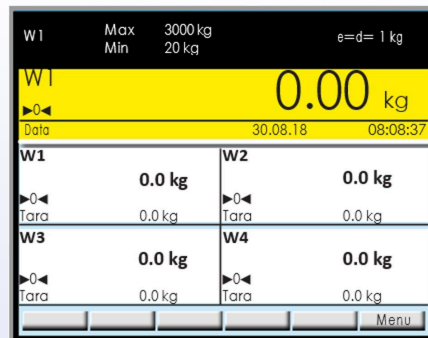 W1 Max 3000 kg e=d= 1 kg
Min 20 kg
W1 0.00 kg
►0◄
Data 30.08.18 08:08:37
W1
0.0 kg
►0◄
Tara 0.0 kg
W2
0.0 kg
►0◄
Tara 0.0 kg
W3
0.0 kg
►0◄
Tara 0.0 kg
W4
0.0 kg
►0◄
Tara 0.0 kg
Menu